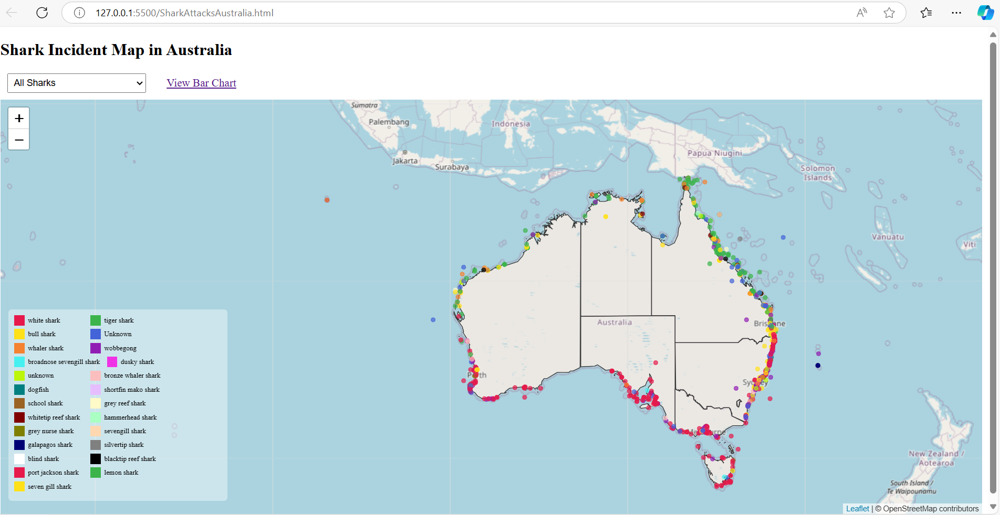 127.0.0.1:5500/SharkAttacksAustralia.html
Shark Incident Map in Australia
All Sharks
View Bar Chart
+
−
Sumatra
Palembang
Indonesia
Jakarta
Surabaya
Papua Niugini
Solomon
Islands
Vanuatu
Viti
Australia
Brisbane
Perth
Sydney
Melbourne
New Zealand /
Aotearoa
South Island /
Te Waipounamu
white shark
tiger shark
bull shark
Unknown
whaler shark
wobbegong
broadnose sevengill shark
dusky shark
unknown
bronze whaler shark
dogfish
shortfin mako shark
school shark
grey reef shark
whitetip reef shark
hammerhead shark
grey nurse shark
sevengill shark
galapagos shark
silvertip shark
blind shark
blacktip reef shark
port jackson shark
lemon shark
seven gill shark
Leaflet | © OpenStreetMap contributors